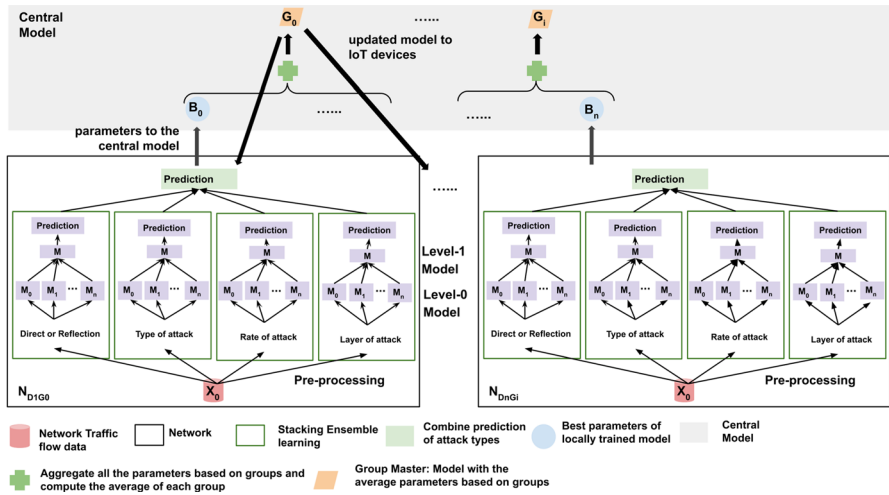 Central
Model
G0
......
Gi
updated model to
IoT devices
B0
......
......
Bn
parameters to the
central model
Prediction
......
Prediction
Prediction
Prediction
Prediction
Prediction
Prediction
Prediction
Prediction
Prediction
M
M
M
M
Level-1
Model
M
M
M
M
M0 M1 ... Mn
M0 M1 ... Mn
M0 M1 ... Mn
M0 M1 ... Mn
Level-0
Model
M0 M1 ... Mn
M0 M1 ... Mn
M0 M1 ... Mn
M0 M1 ... Mn
Direct or Reflection
Type of attack
Rate of attack
Layer of attack
Direct or Reflection
Type of attack
Rate of attack
Layer of attack
ND1G0
X0
Pre-processing
NDnGi
X0
Pre-processing
Network Traffic
flow data
Network
Stacking Ensemble
learning
Combine prediction
of attack types
Best parameters of
locally trained model
Central
Model
Aggregate all the parameters based on groups and
compute the average of each group
Group Master: Model with the
average parameters based on groups